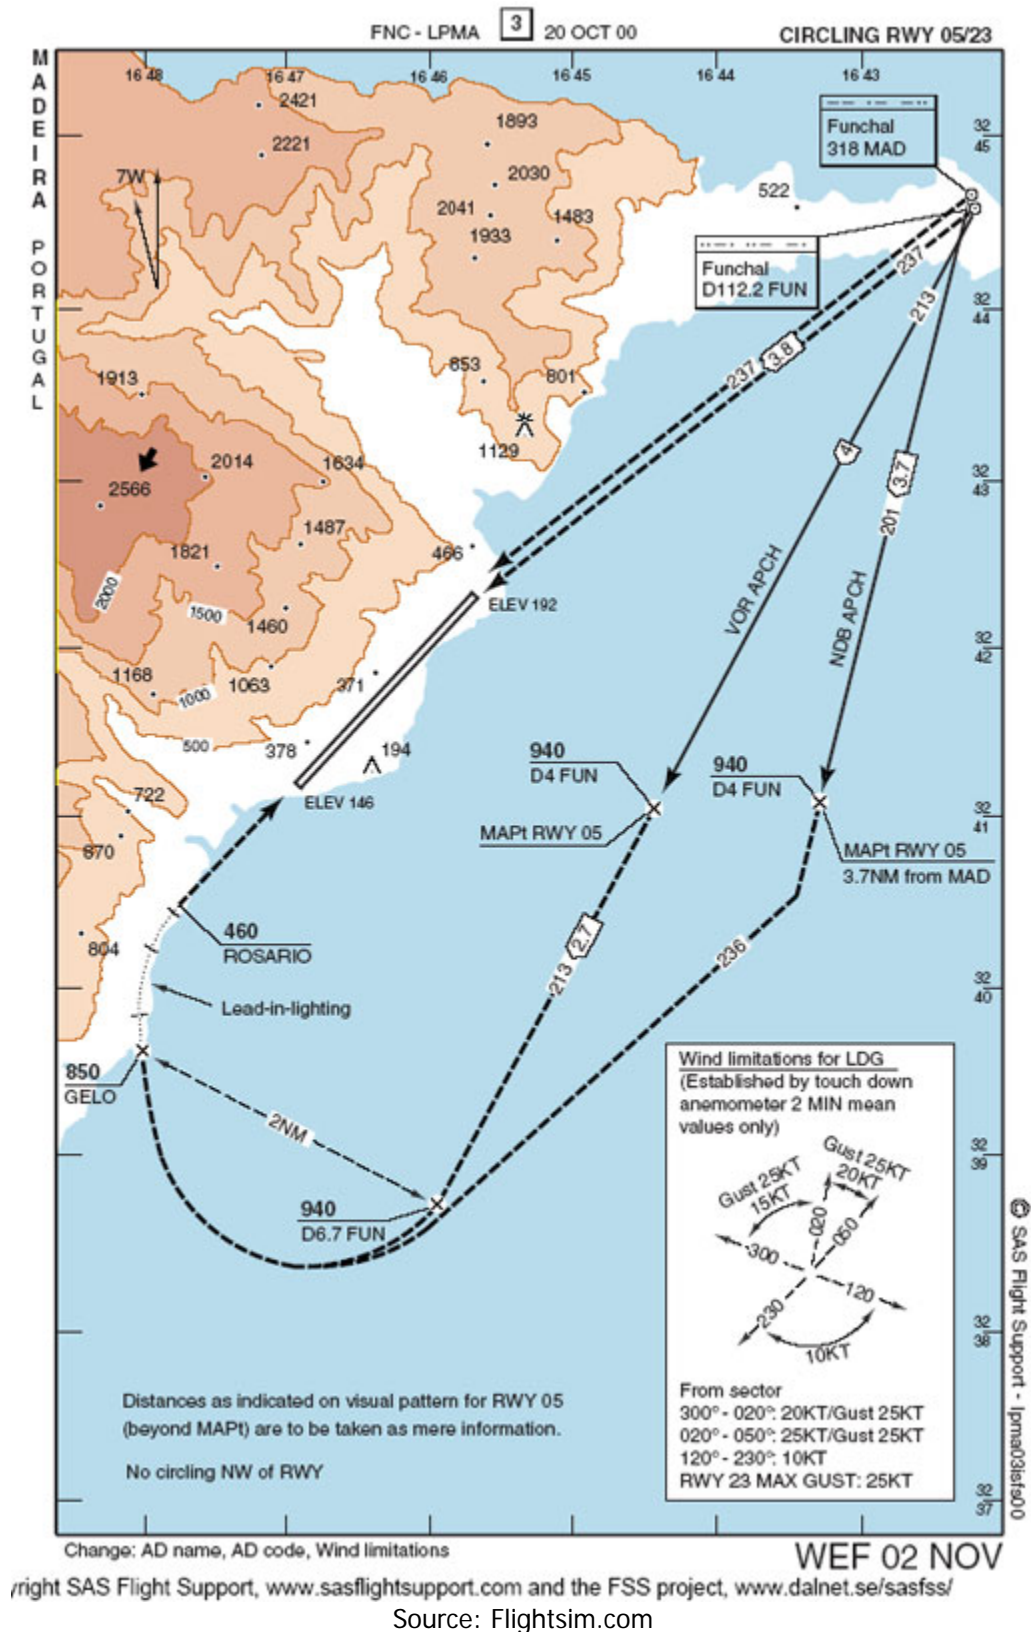 FNC - LPMA 3 20 OCT 00 CIRCLING RWY 05/23
MADEIRA PORTUGAL
16 48 16 47 16 46 16 45 16 44 16 43
2421
2221
1893
2030
2041
1483
1933
7W
522
Funchal
318 MAD
Funchal
D112.2 FUN
32 45
32 44
32 43
32 42
32 41
32 40
32 39
32 38
32 37
237
213
237
3.8
4
3.7
201
VOR APCH
NDB APCH
1913
853
801
1129
2014
1634
2566
1487
466
1821
2000
1500
1460
ELEV 192
1168
1063
371
1000
500
378
194
ELEV 146
722
870
804
940
D4 FUN
MAPt RWY 05
940
D4 FUN
MAPt RWY 05
3.7NM from MAD
460
ROSARIO
Lead-in-lighting
2.7
213
236
850
GELO
2NM
940
D6.7 FUN
Wind limitations for LDG
(Established by touch down
anemometer 2 MIN mean
values only)
Gust 25KT
15KT
Gust 25KT
20KT
020
050
300
120
230
10KT
From sector
300° - 020°: 20KT/Gust 25KT
020° - 050°: 25KT/Gust 25KT
120° - 230°: 10KT
RWY 23 MAX GUST: 25KT
Distances as indicated on visual pattern for RWY 05
(beyond MAPt) are to be taken as mere information.
No circling NW of RWY
© SAS Flight Support - lpma03isfs00
Change: AD name, AD code, Wind limitations
WEF 02 NOV
yright SAS Flight Support, www.sasflightsupport.com and the FSS project, www.dalnet.se/sasfss/
Source: Flightsim.com